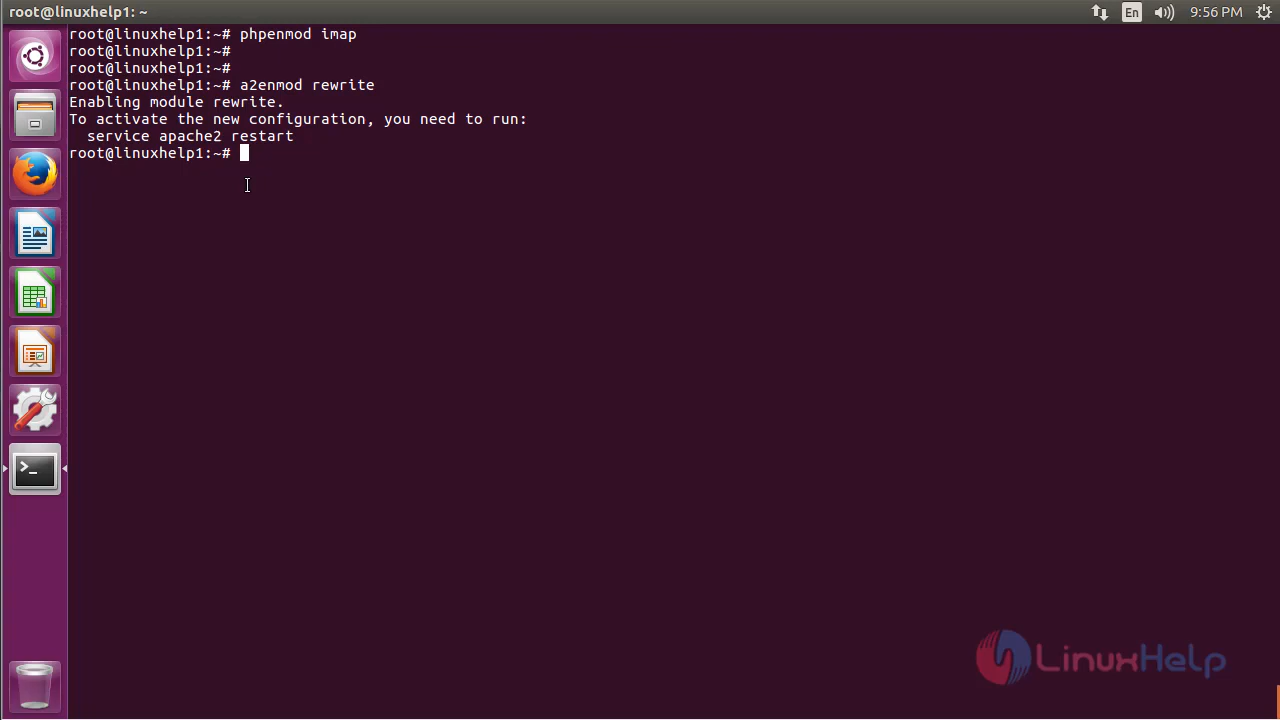 root@linuxhelp1: ~
En
9:56 PM
root@linuxhelp1:~# phpenmod imap
root@linuxhelp1:~#
root@linuxhelp1:~#
root@linuxhelp1:~# a2enmod rewrite
Enabling module rewrite.
To activate the new configuration, you need to run:
  service apache2 restart
root@linuxhelp1:~#
>_
LinuxHelp